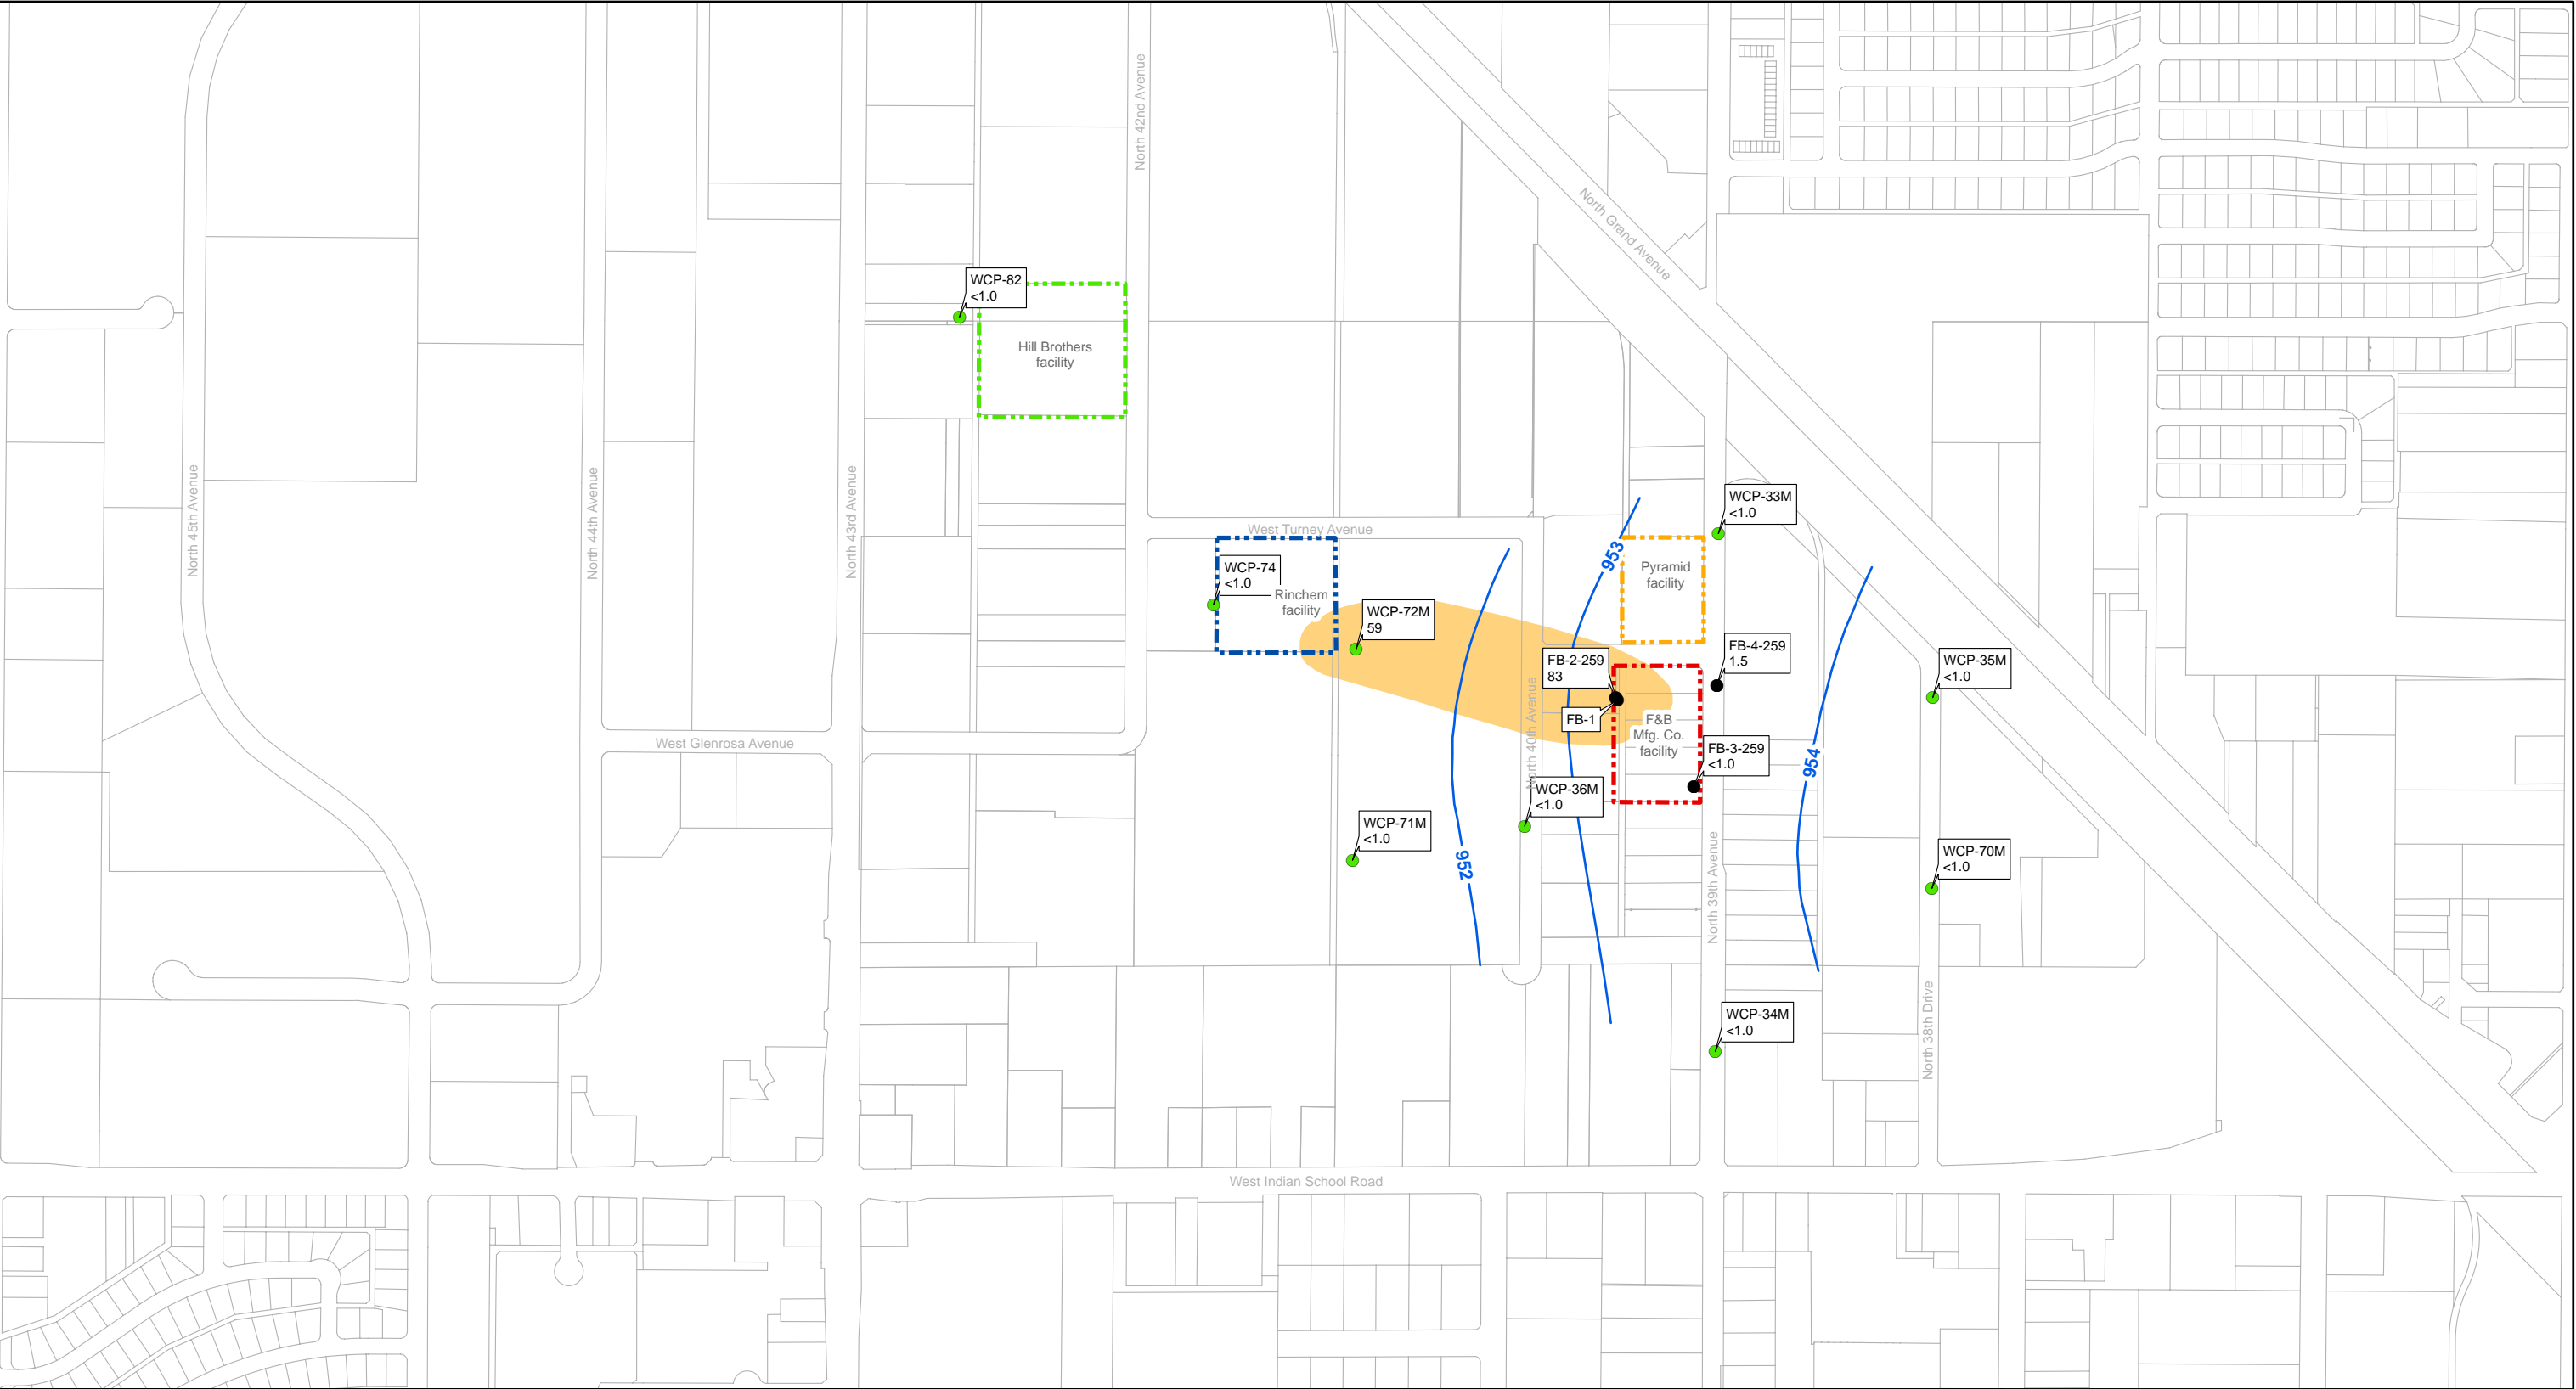 North 42nd Avenue
North Grand Avenue
WCP-82
<1.0
Hill Brothers
facility
North 45th Avenue
North 44th Avenue
North 43rd Avenue
WCP-33M
<1.0
West Turney Avenue
953
WCP-74
<1.0
Rinchem
facility
Pyramid
facility
WCP-72M
59
FB-2-259
83
FB-4-259
1.5
WCP-35M
<1.0
FB-1
F&B
Mfg. Co.
facility
North 40th Avenue
West Glenrosa Avenue
FB-3-259
<1.0
954
WCP-36M
<1.0
WCP-71M
<1.0
952
WCP-70M
<1.0
North 39th Avenue
WCP-34M
<1.0
North 38th Drive
West Indian School Road